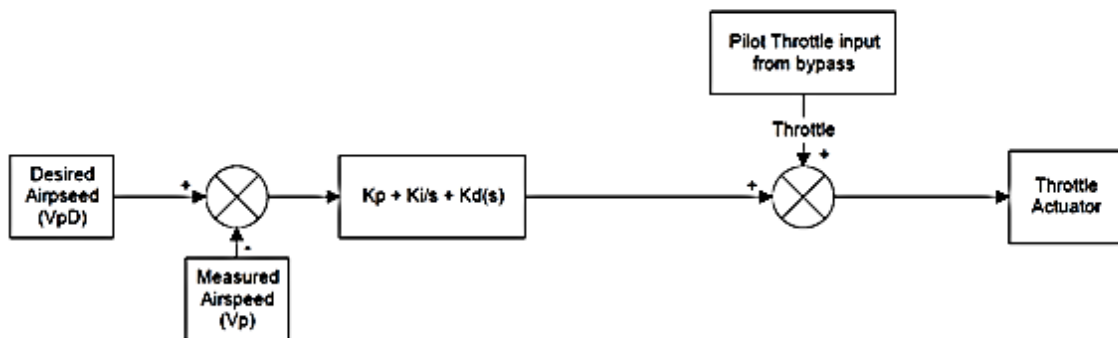 Pilot Throttle input
from bypass
Throttle
+
Desired
Airpseed
(VpD)
+
Kp + Ki/s + Kd(s)
+
Throttle
Actuator
-
Measured
Airspeed
(Vp)